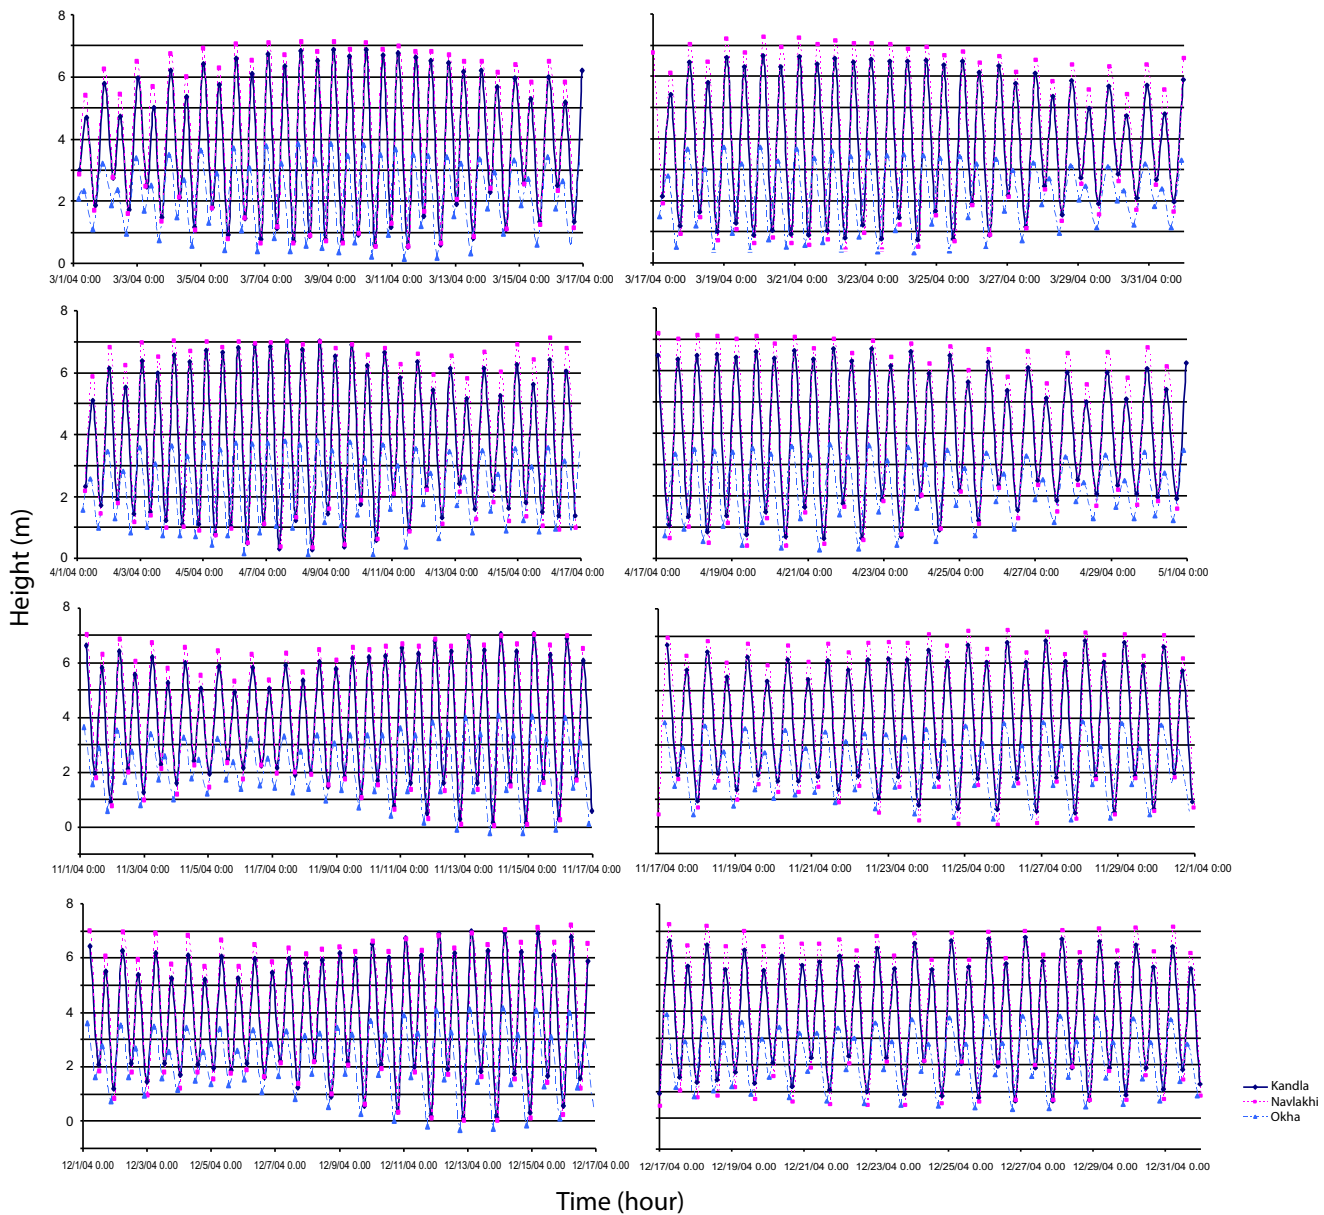 8
6
4
2
0
3/1/04 0:00 3/3/04 0:00 3/5/04 0:00 3/7/04 0:00 3/9/04 0:00 3/11/04 0:00 3/13/04 0:00 3/15/04 0:00 3/17/04 0:00
3/17/04 0:00 3/19/04 0:00 3/21/04 0:00 3/23/04 0:00 3/25/04 0:00 3/27/04 0:00 3/29/04 0:00 3/31/04 0:00
8
6
4
2
0
4/1/04 0:00 4/3/04 0:00 4/5/04 0:00 4/7/04 0:00 4/9/04 0:00 4/11/04 0:00 4/13/04 0:00 4/15/04 0:00 4/17/04 0:00
4/17/04 0:00 4/19/04 0:00 4/21/04 0:00 4/23/04 0:00 4/25/04 0:00 4/27/04 0:00 4/29/04 0:00 5/1/04 0:00
Height (m)
8
6
4
2
0
11/1/04 0:00 11/3/04 0:00 11/5/04 0:00 11/7/04 0:00 11/9/04 0:00 11/11/04 0:00 11/13/04 0:00 11/15/04 0:00 11/17/04 0:00
11/17/04 0:00 11/19/04 0:00 11/21/04 0:00 11/23/04 0:00 11/25/04 0:00 11/27/04 0:00 11/29/04 0:00 12/1/04 0:00
8
6
4
2
0
12/1/04 0.00 12/3/04 0.00 12/5/04 0.00 12/7/04 0.00 12/9/04 0.00 12/11/04 0.00 12/13/04 0.00 12/15/04 0.00 12/17/04 0.00
12/17/04 0.00 12/19/04 0.00 12/21/04 0.00 12/23/04 0.00 12/25/04 0.00 12/27/04 0.00 12/29/04 0.00 12/31/04 0.00
Kandla
Navlakhi
Okha
Time (hour)